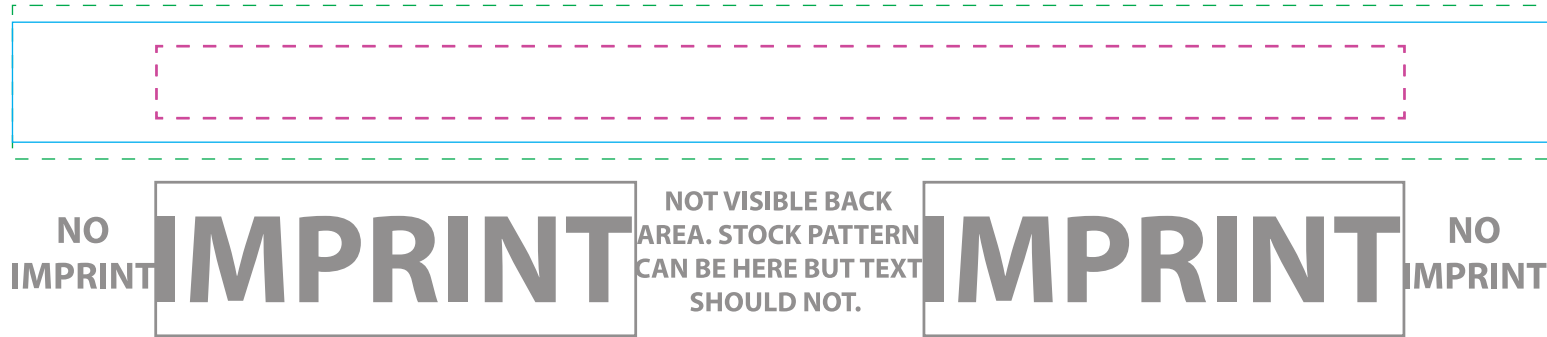 NO
IMPRINT
IMPRINT
NOT VISIBLE BACK
AREA. STOCK PATTERN
CAN BE HERE BUT TEXT
SHOULD NOT.
IMPRINT
NO
IMPRINT